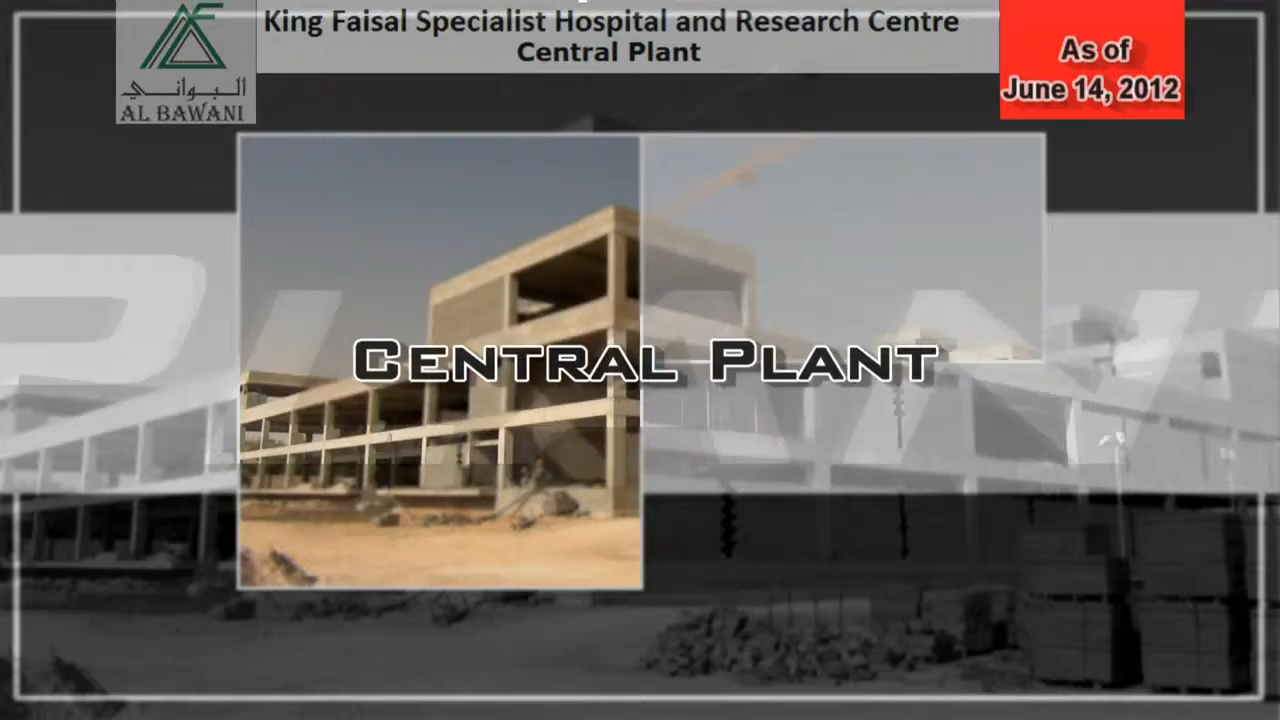 King Faisal Specialist Hospital and Research Centre
Central Plant
البواني
AL BAWANI
As of
June 14, 2012
CENTRAL PLANT